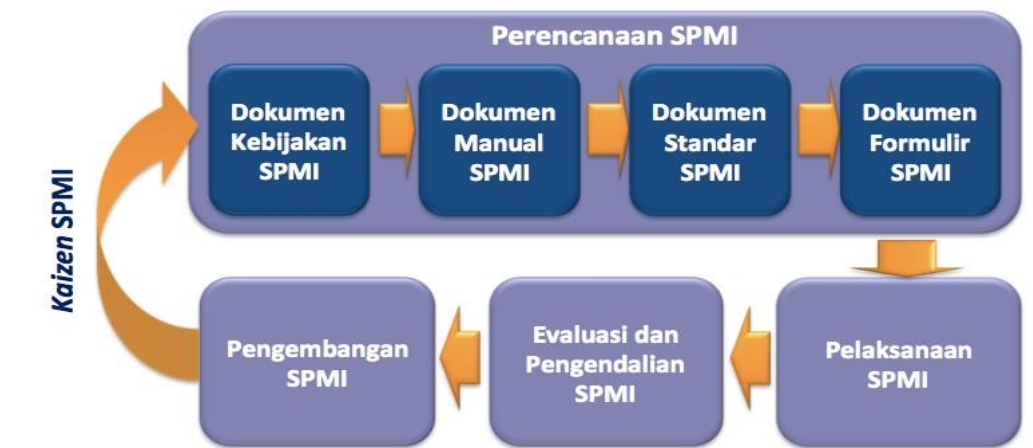 Perencanaan SPMI
Dokumen
Kebijakan
SPMI
Dokumen
Manual
SPMI
Dokumen
Standar
SPMI
Dokumen
Formulir
SPMI
Kaizen SPMI
Pengembangan
SPMI
Evaluasi dan
Pengendalian
SPMI
Pelaksanaan
SPMI